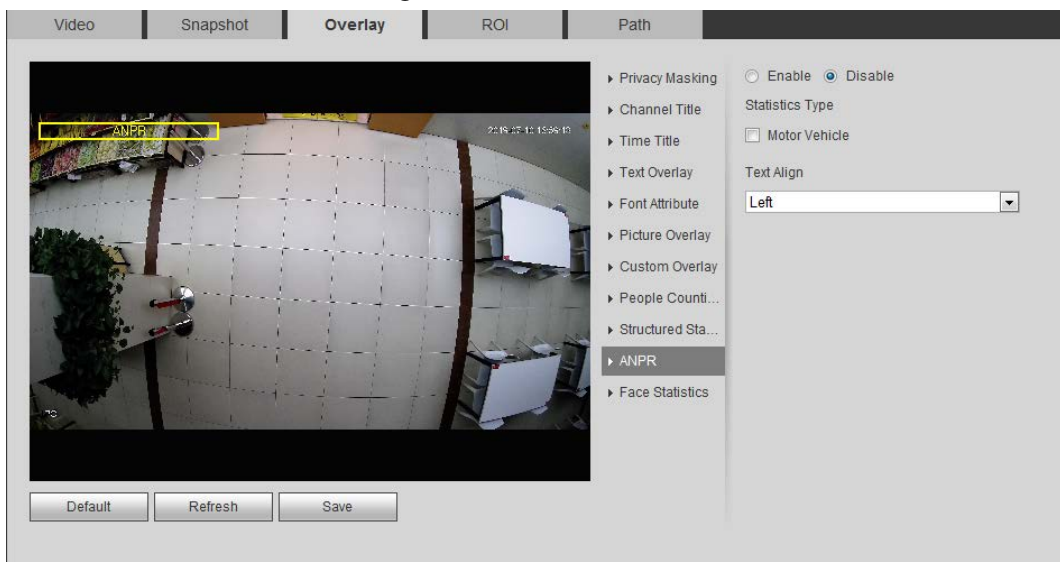 Video Snapshot Overlay ROI Path
ANPR
Privacy Masking
Channel Title
Time Title
Text Overlay
Font Attribute
Picture Overlay
Custom Overlay
People Counti...
Structured Sta...
ANPR
Face Statistics
Enable Disable
Statistics Type
Motor Vehicle
Text Align
Left
Default Refresh Save